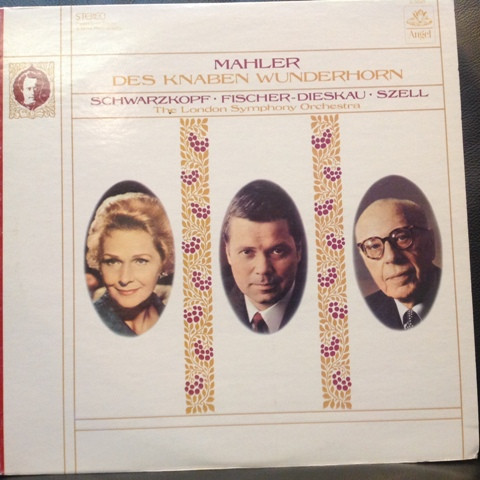 STEREO
Angel
MAHLER
DES KNABEN WUNDERHORN
SCHWARZKOPF · FISCHER-DIESKAU · SZELL
The London Symphony Orchestra